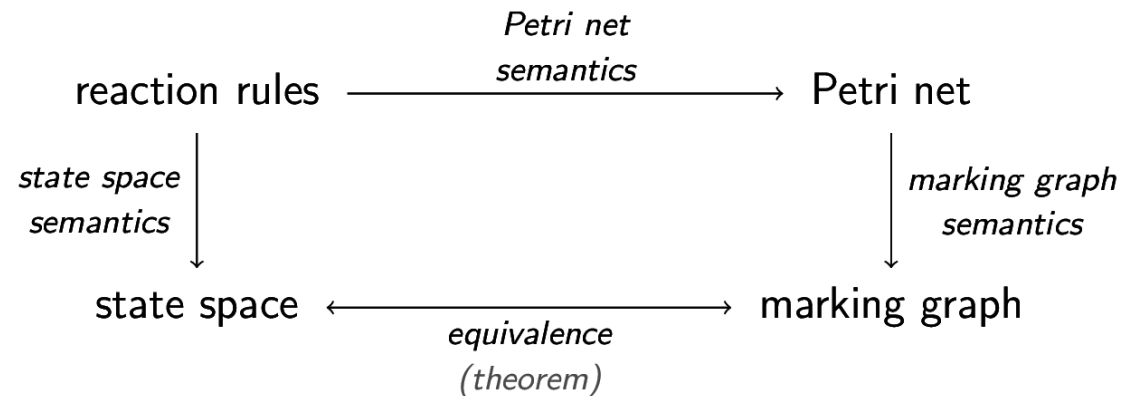 Petri net
semantics
reaction rules
Petri net
state space
semantics
marking graph
semantics
state space
marking graph
equivalence
(theorem)